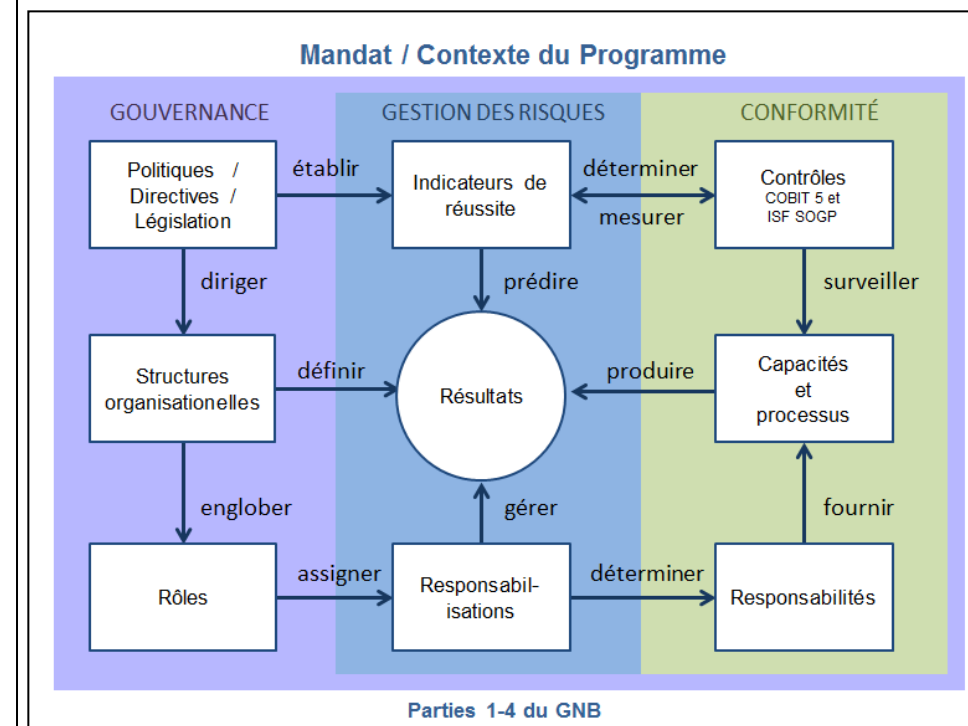 Mandat / Contexte du Programme
GOUVERNANCE
GESTION DES RISQUES
CONFORMITÉ
Politiques /
Directives /
Législation
établir
Indicateurs de
réussite
déterminer
mesurer
Contrôles
COBIT 5 et
ISF SOGP
diriger
prédire
surveiller
Structures
organisationelles
définir
Résultats
produire
Capacités
et
processus
englober
gérer
fournir
Rôles
assigner
Responsabil-
isations
déterminer
Responsabilités
Parties 1-4 du GNB